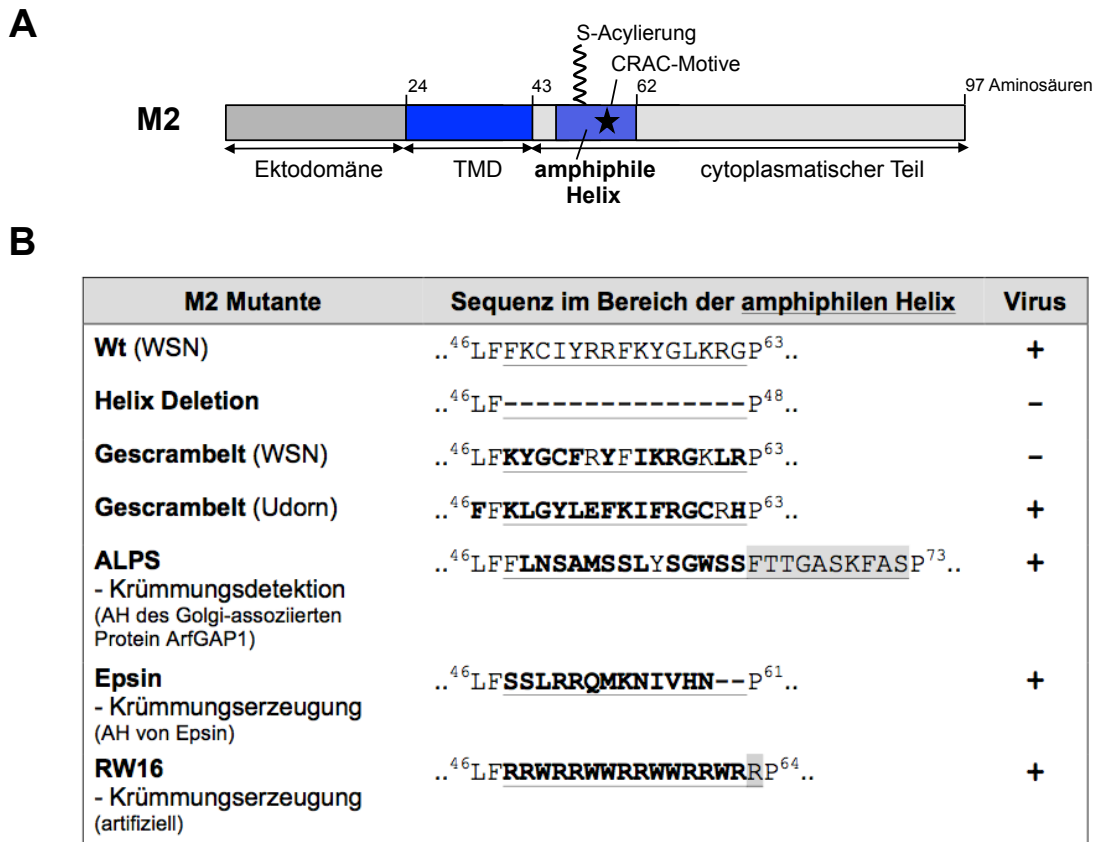 A
S-Acylierung
CRAC-Motive
24
43
62
97 Aminosäuren
M2
Ektodomäne
TMD
amphiphile
Helix
cytoplasmatischer Teil
B
M2 Mutante Sequenz im Bereich der amphiphilen Helix Virus
Wt (WSN) ..46LFFKCIYRRFKYGLKRGP63.. +
Helix Deletion ..46LF---------------P48.. –
Gescrambelt (WSN) ..46LFKYGCFRYFIKRGKLRP63.. –
Gescrambelt (Udorn) ..46FFKLGYLEFKIFRGCRHP63.. +
ALPS ..46LFFLNSAMSSLYSGWSSFTTGASKFASP73.. +
- Krümmungsdetektion
(AH des Golgi-assoziierten
Protein ArfGAP1)
Epsin ..46LFSSLRRQMKNIVHN--P61.. +
- Krümmungserzeugung
(AH von Epsin)
RW16 ..46LFRRWRRWWRRWWRRWRRP64.. +
- Krümmungserzeugung
(artifiziell)